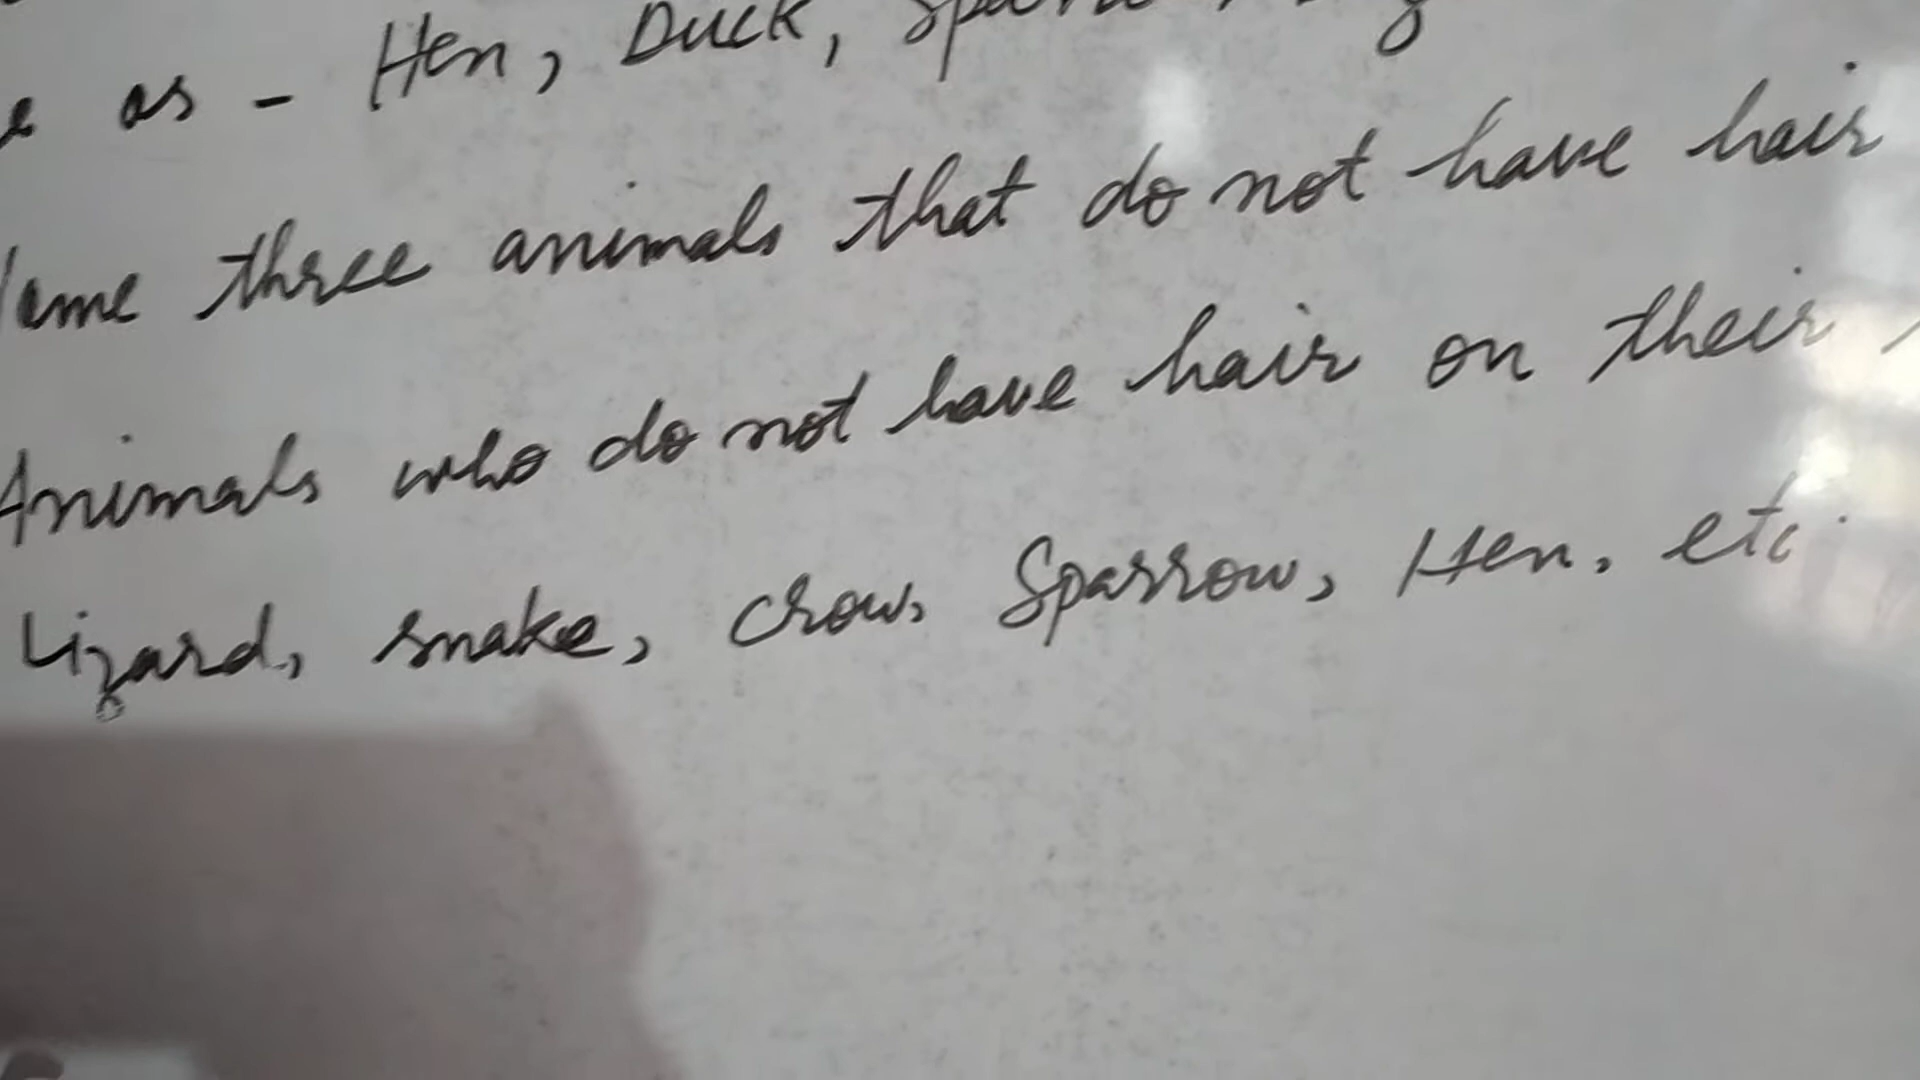 as - Hen, Duck,
Name three animals that do not have hair
Animals who do not have hair on their
Lizard, snake, crow, Sparrow, Hen, etc.